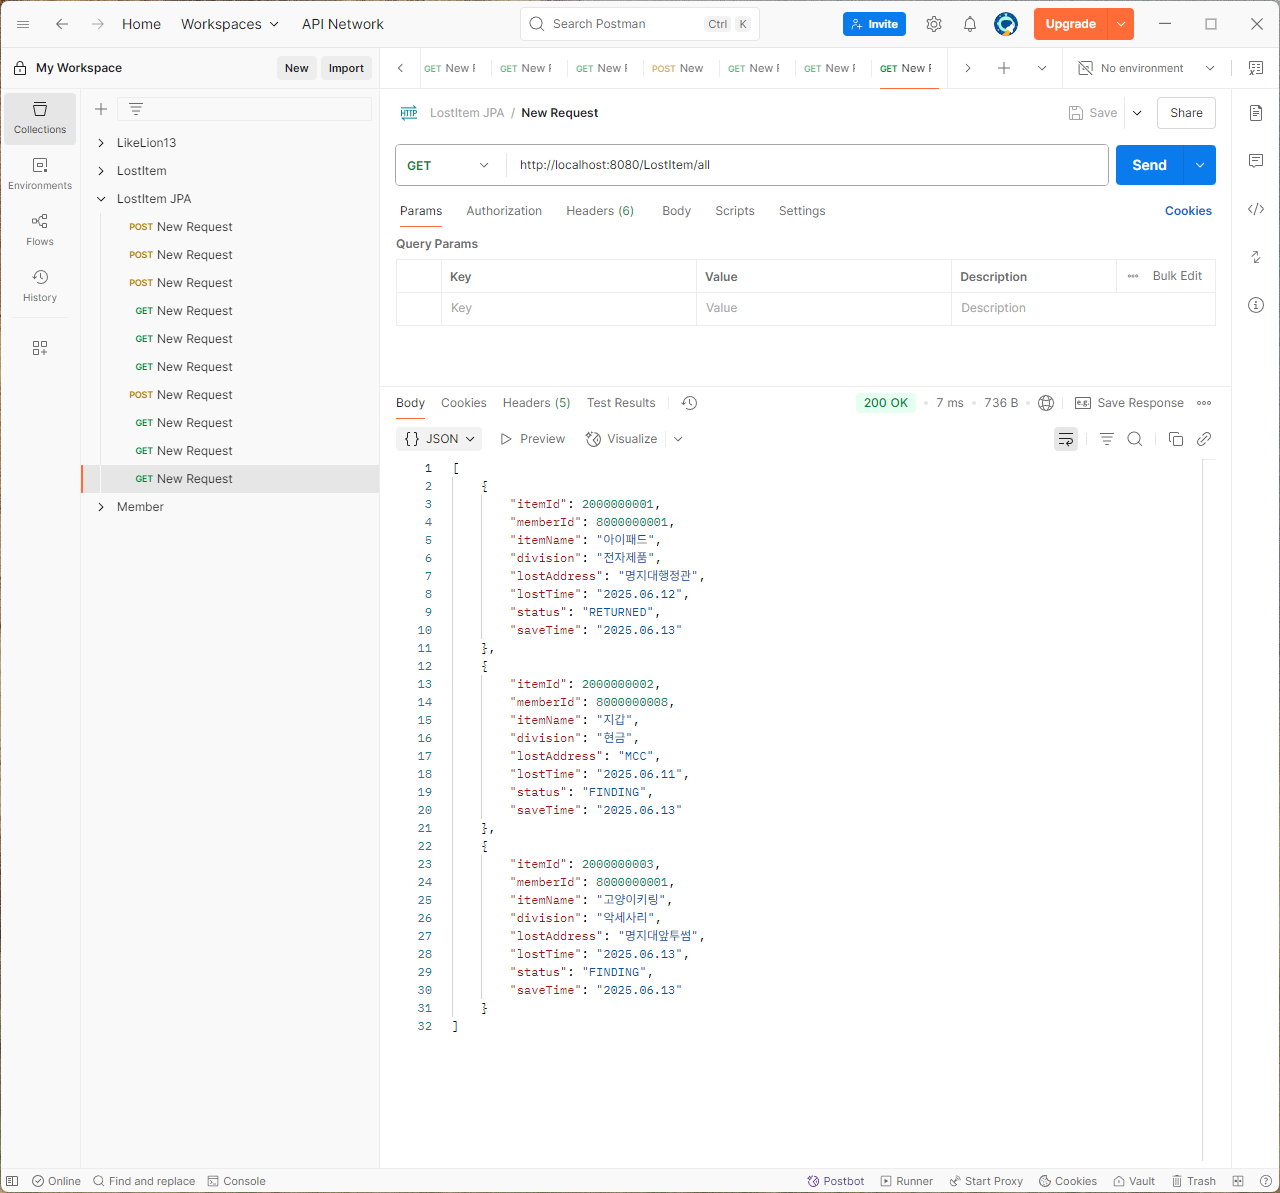 Home
Workspaces
API Network
Search Postman
Ctrl K
Invite
Upgrade
My Workspace
New
Import
GET New F
GET New F
GET New F
POST New
GET New F
GET New F
GET New F
No environment
Collections
Environments
Flows
History
LikeLion13
LostItem
LostItem JPA
POST New Request
POST New Request
POST New Request
GET New Request
GET New Request
GET New Request
POST New Request
GET New Request
GET New Request
GET New Request
Member
HTTP LostItem JPA / New Request
Save
Share
GET http://localhost:8080/LostItem/all
Send
Params Authorization Headers (6) Body Scripts Settings Cookies
Query Params
Key Value Description Bulk Edit
Key Value Description
Body Cookies Headers (5) Test Results
200 OK • 7 ms • 736 B • e.g. Save Response
{} JSON Preview Visualize
1 [
2 {
3 "itemId": 2000000001,
4 "memberId": 8000000001,
5 "itemName": "아이패드",
6 "division": "전자제품",
7 "lostAddress": "명지대행정관",
8 "lostTime": "2025.06.12",
9 "status": "RETURNED",
10 "saveTime": "2025.06.13"
11 },
12 {
13 "itemId": 2000000002,
14 "memberId": 8000000008,
15 "itemName": "지갑",
16 "division": "현금",
17 "lostAddress": "MCC",
18 "lostTime": "2025.06.11",
19 "status": "FINDING",
20 "saveTime": "2025.06.13"
21 },
22 {
23 "itemId": 2000000003,
24 "memberId": 8000000001,
25 "itemName": "고양이키링",
26 "division": "악세사리",
27 "lostAddress": "명지대앞투썸",
28 "lostTime": "2025.06.13",
29 "status": "FINDING",
30 "saveTime": "2025.06.13"
31 }
32 ]
Online
Find and replace
Console
Postbot
Runner
Start Proxy
Cookies
Vault
Trash